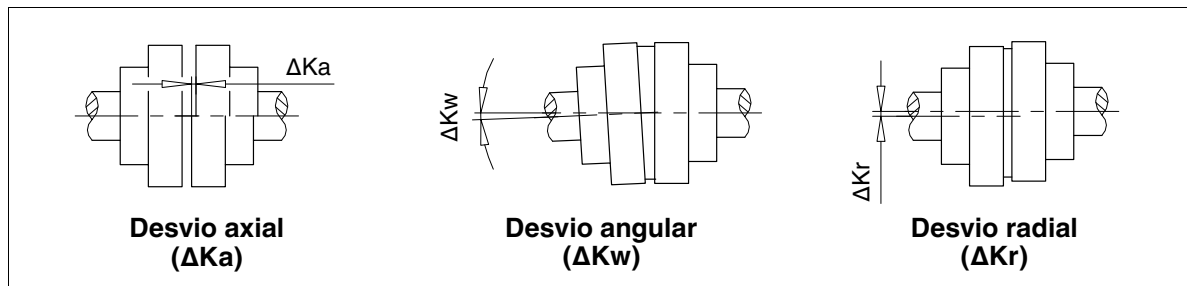 ΔKa
ΔKw
ΔKr
Desvio axial
(ΔKa)
Desvio angular
(ΔKw)
Desvio radial
(ΔKr)